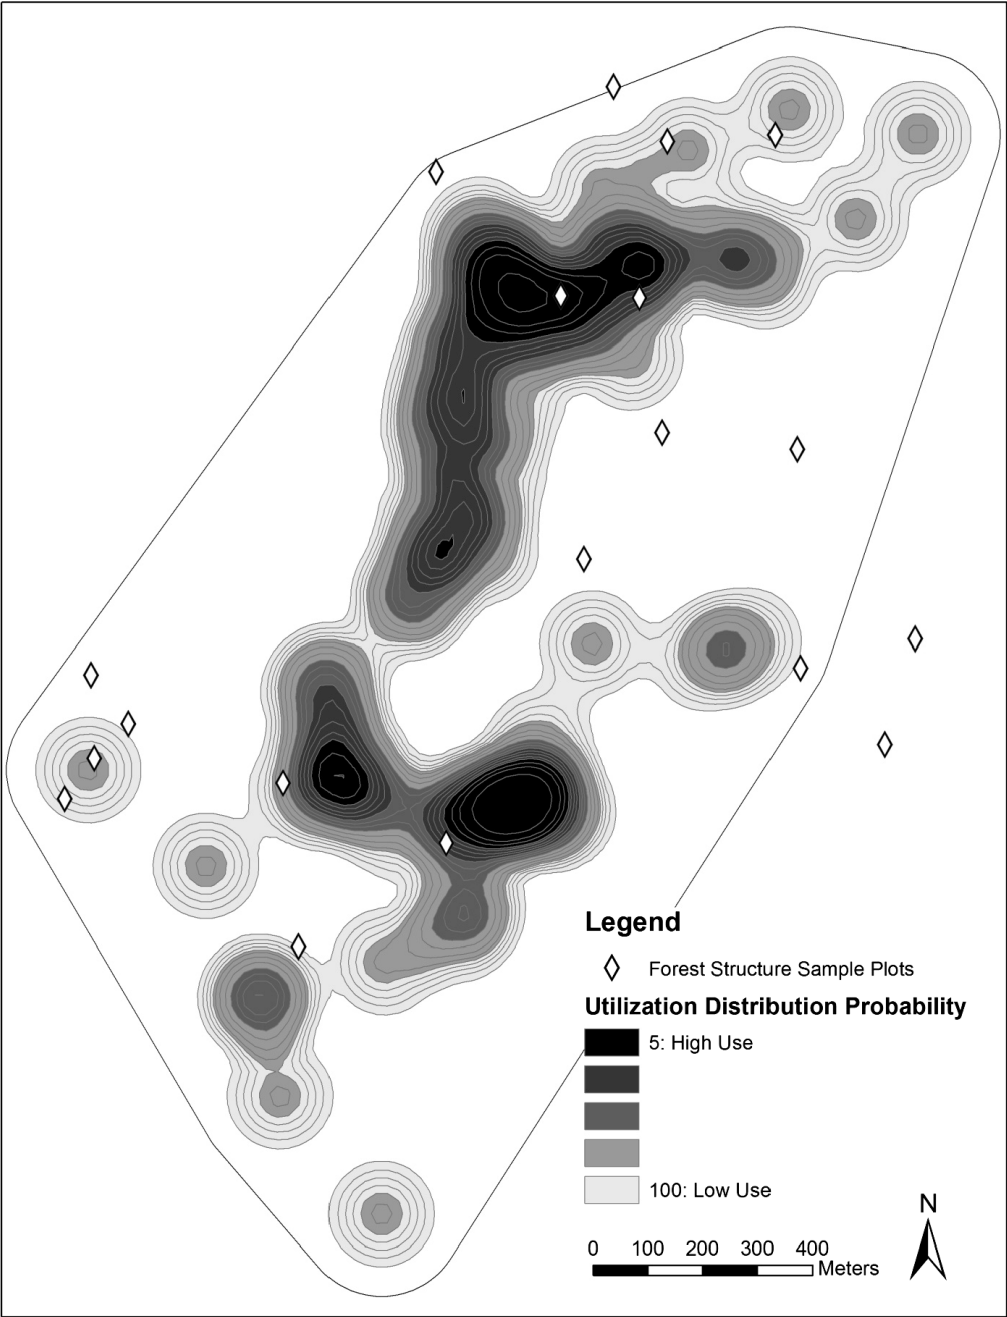 Legend
Forest Structure Sample Plots
Utilization Distribution Probability
5: High Use
100: Low Use
N
0 100 200 300 400
Meters